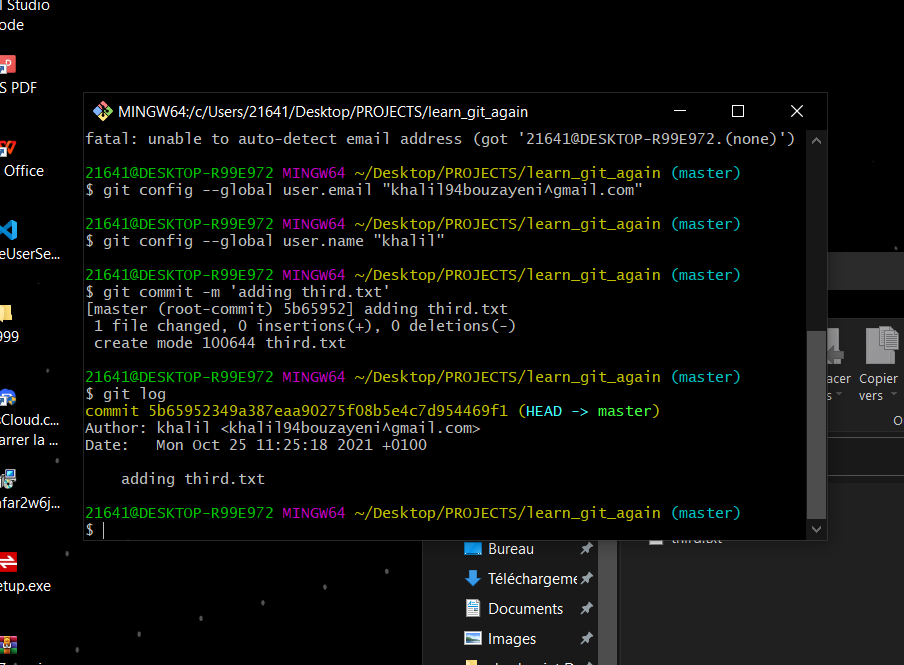 l Studio
ode
S PDF
Office
eUserSe...
999
sCloud.c...
arrer la ...
nfar2w6j...
etup.exe
MINGW64:/c/Users/21641/Desktop/PROJECTS/learn_git_again
fatal: unable to auto-detect email address (got '21641@DESKTOP-R99E972.(none)')
21641@DESKTOP-R99E972 MINGW64 ~/Desktop/PROJECTS/learn_git_again (master)
$ git config --global user.email "khalil94bouzayeni^gmail.com"
21641@DESKTOP-R99E972 MINGW64 ~/Desktop/PROJECTS/learn_git_again (master)
$ git config --global user.name "khalil"
21641@DESKTOP-R99E972 MINGW64 ~/Desktop/PROJECTS/learn_git_again (master)
$ git commit -m 'adding third.txt'
[master (root-commit) 5b65952] adding third.txt
 1 file changed, 0 insertions(+), 0 deletions(-)
 create mode 100644 third.txt
21641@DESKTOP-R99E972 MINGW64 ~/Desktop/PROJECTS/learn_git_again (master)
$ git log
commit 5b65952349a387eaa90275f08b5e4c7d954469f1 (HEAD -> master)
Author: khalil <khalil94bouzayeni^gmail.com>
Date:   Mon Oct 25 11:25:18 2021 +0100
    adding third.txt
21641@DESKTOP-R99E972 MINGW64 ~/Desktop/PROJECTS/learn_git_again (master)
$
acer
s
Copier
vers
O
third.txt
Bureau
Téléchargeme
Documents
Images